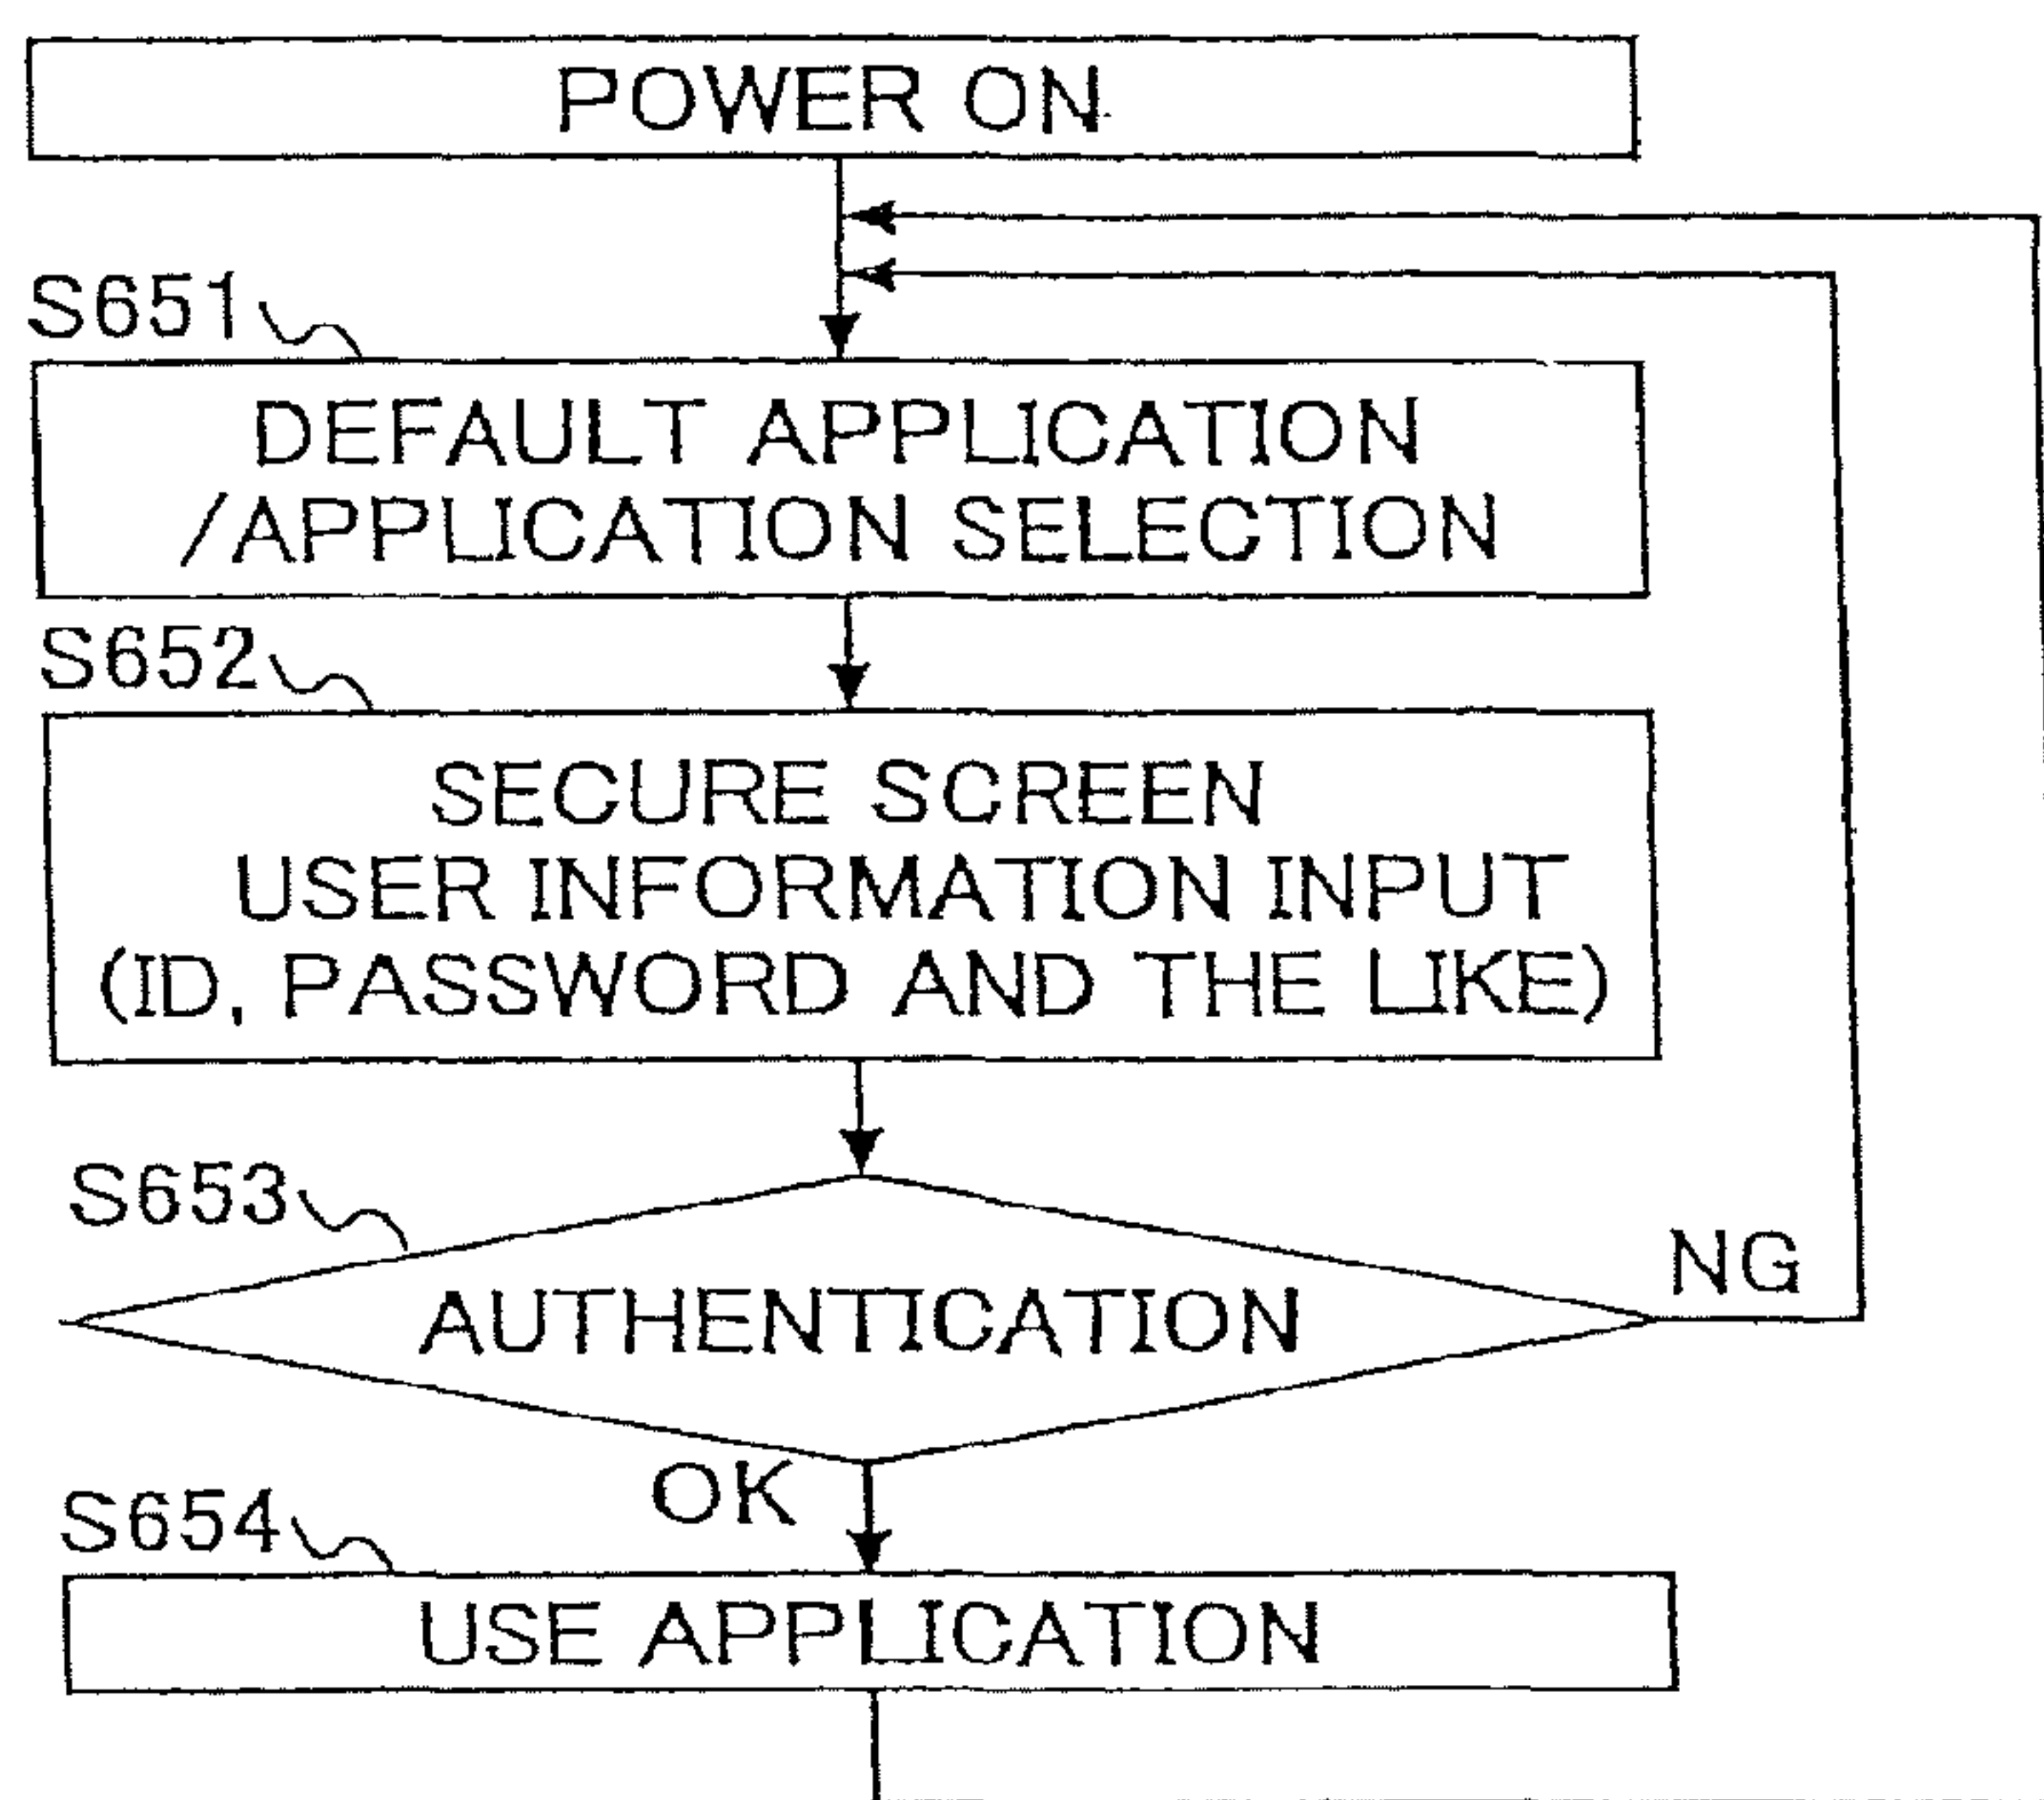 POWER ON
S651
DEFAULT APPLICATION
/APPLICATION SELECTION
S652
SECURE SCREEN
USER INFORMATION INPUT
(ID, PASSWORD AND THE LIKE)
S653
AUTHENTICATION
NG
OK
S654
USE APPLICATION